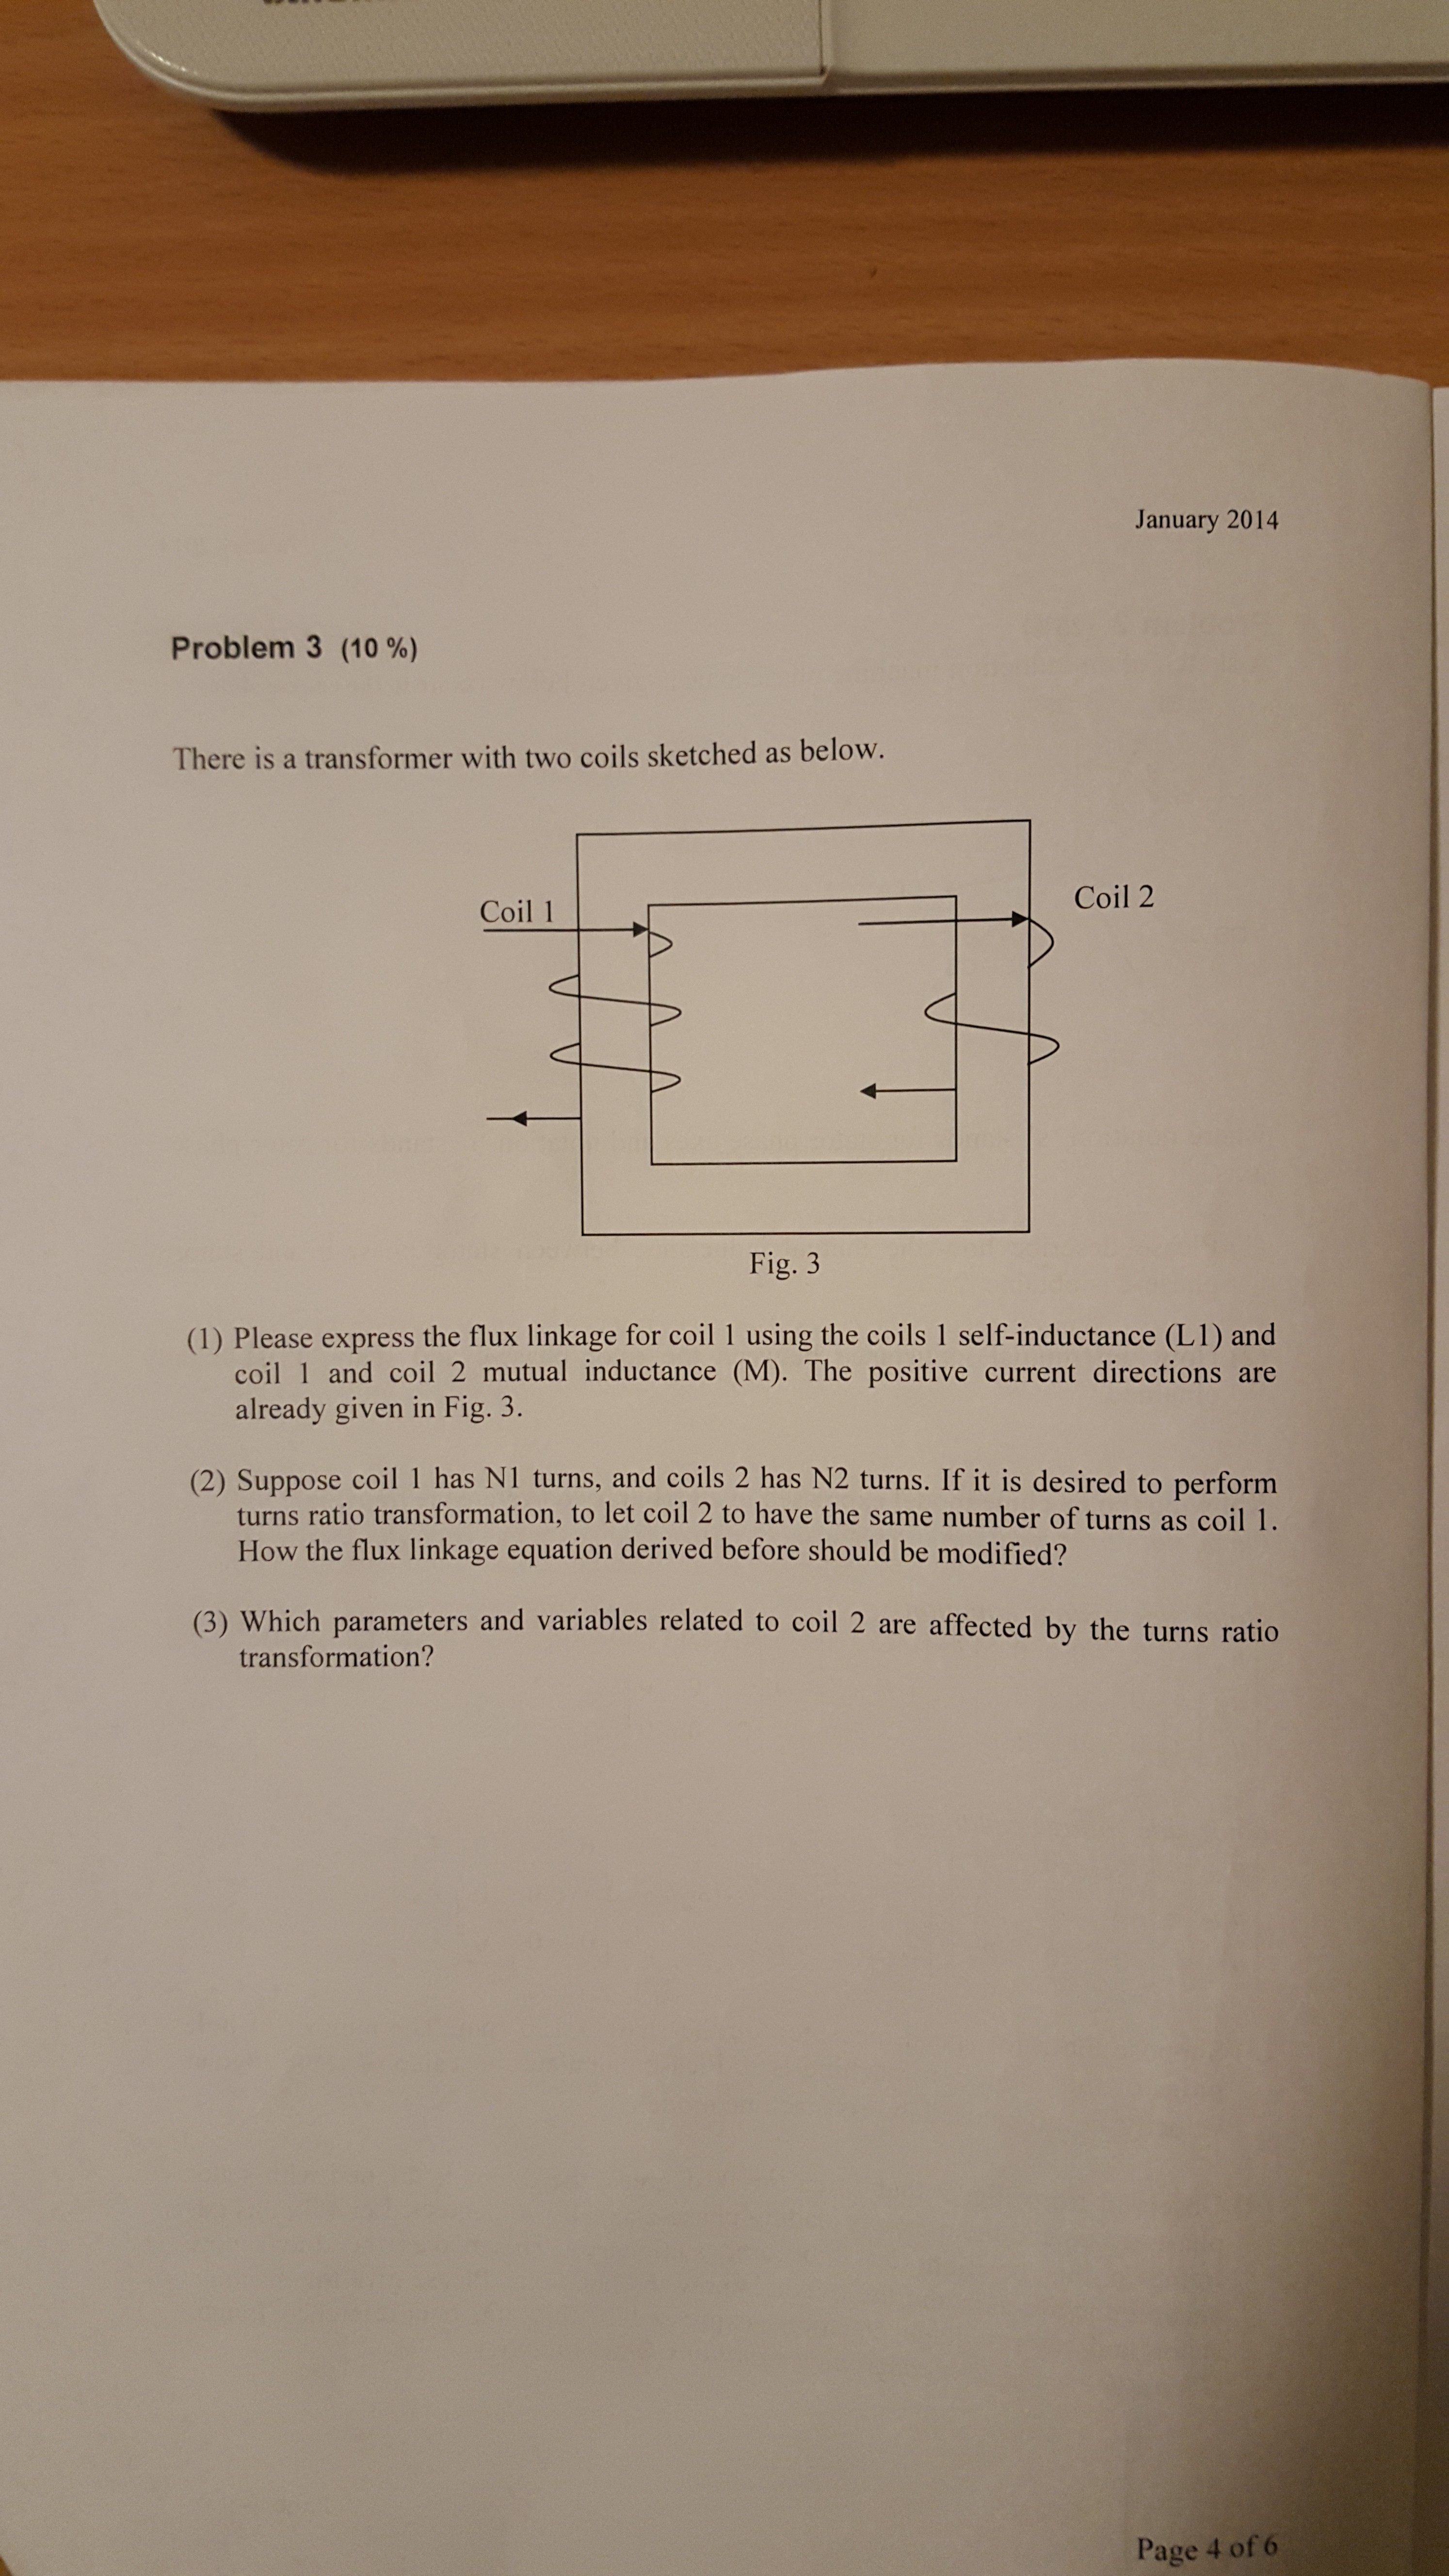 January 2014
Problem 3 (10 %)
There is a transformer with two coils sketched as below.
Coil 1
Coil 2
Fig. 3
(1) Please express the flux linkage for coil 1 using the coils 1 self-inductance (L1) and
coil 1 and coil 2 mutual inductance (M). The positive current directions are
already given in Fig. 3.
(2) Suppose coil 1 has N1 turns, and coils 2 has N2 turns. If it is desired to perform
turns ratio transformation, to let coil 2 to have the same number of turns as coil 1.
How the flux linkage equation derived before should be modified?
(3) Which parameters and variables related to coil 2 are affected by the turns ratio
transformation?
Page 4 of 6